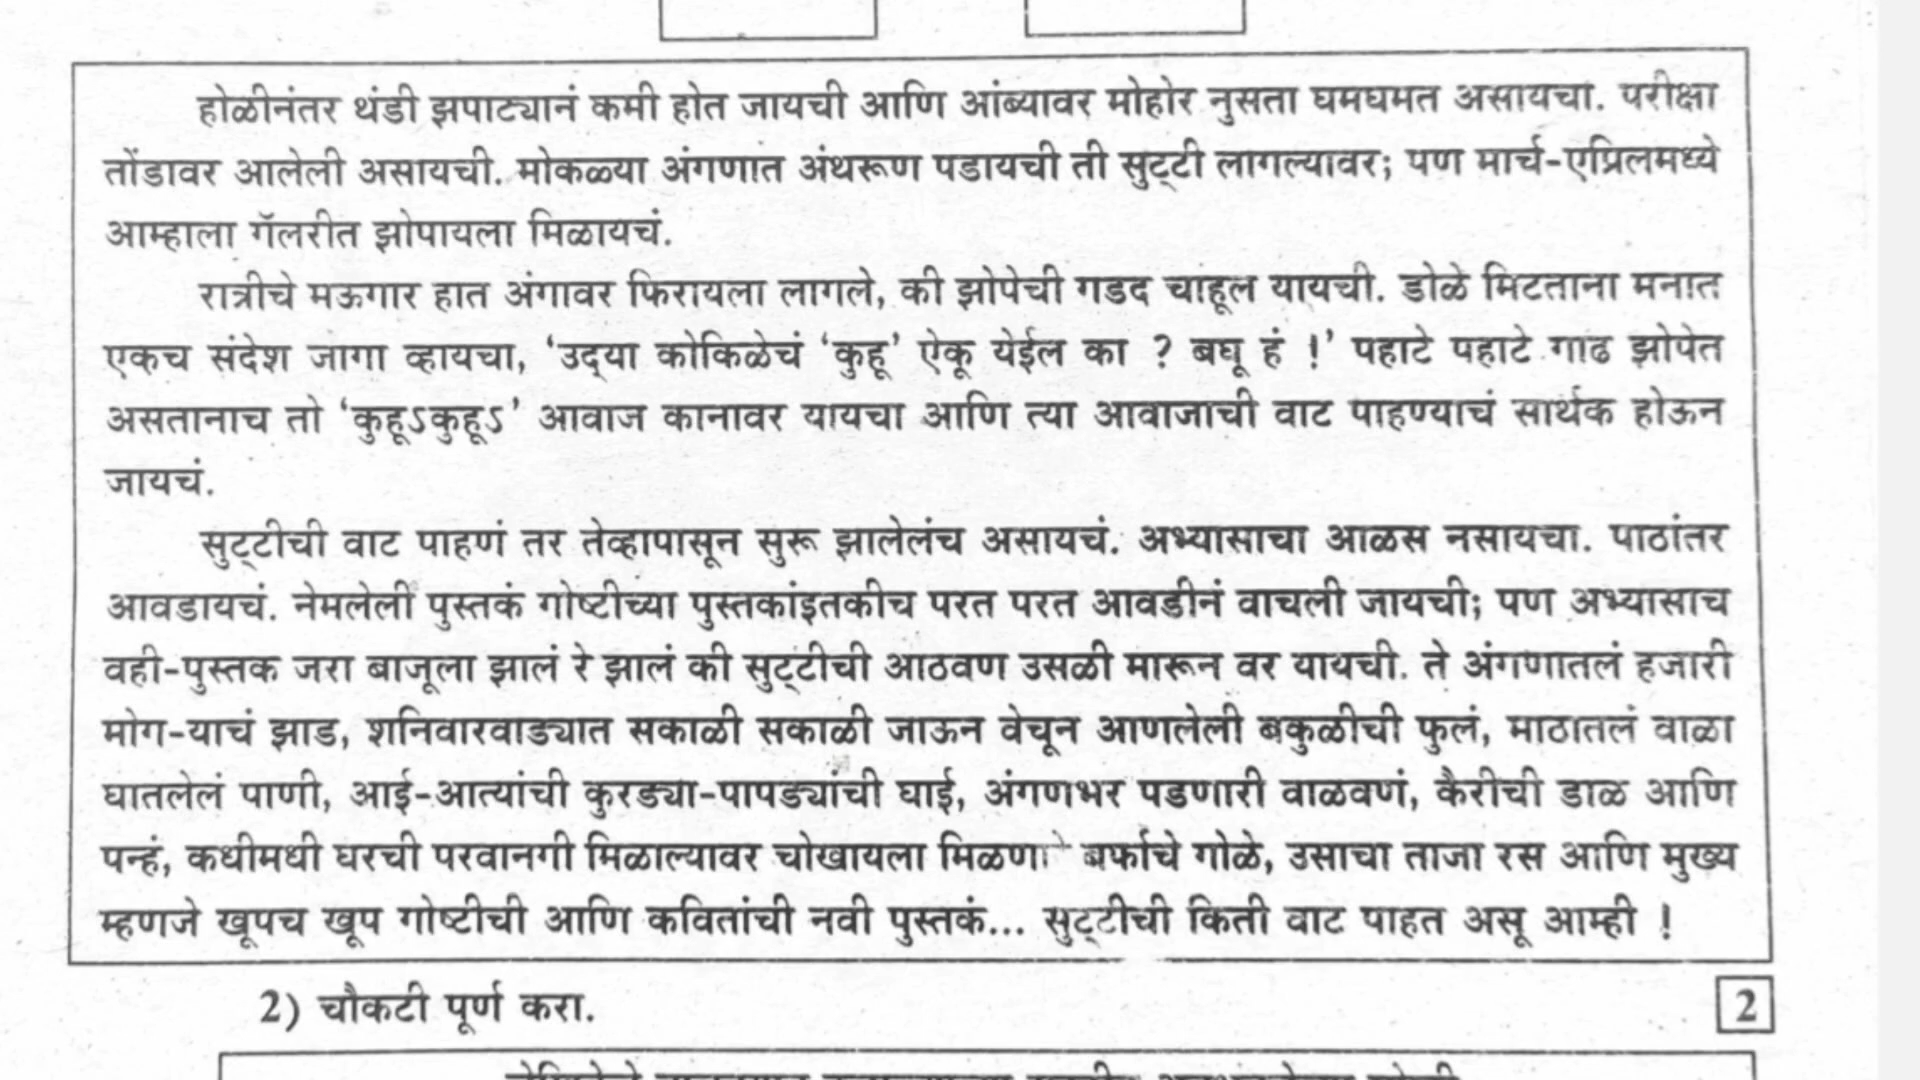 होळीनंतर थंडी झपाट्यानं कमी होत जायची आणि आंब्यावर मोहोर नुसता घमघमत असायचा. परीक्षा
तोंडावर आलेली असायची. मोकळ्या अंगणात अंथरूण पडायची ती सुट्‌टी लागल्यावर; पण मार्च-एप्रिलमध्ये
आम्हाला गॅलरीत झोपायला मिळायचं.
रात्रीचे मऊगार हात अंगावर फिरायला लागले, की झोपेची गडद चाहूल यायची. डोळे मिटताना मनात
एकच संदेश जागा व्हायचा, ‘उद्‌या कोकिळेचं ‘कुहू’ ऐकू येईल का ? बघू हं !’ पहाटे पहाटे गाढ झोपेत
असतानाच तो ‘कुहूऽकुहूऽ’ आवाज कानावर यायचा आणि त्या आवाजाची वाट पाहण्याचं सार्थक होऊन
जायचं.
सुट्‌टीची वाट पाहणं तर तेव्हापासून सुरू झालेलंच असायचं. अभ्यासाचा आळस नसायचा. पाठांतर
आवडायचं. नेमलेली पुस्तकं गोष्टीच्या पुस्तकांइतकीच परत परत आवडीनं वाचली जायची; पण अभ्यासाच
वही-पुस्तक जरा बाजूला झालं रे झालं की सुट्‌टीची आठवण उसळी मारून वर यायची. ते अंगणातलं हजारी
मोग-याचं झाड, शनिवारवाड्यात सकाळी सकाळी जाऊन वेचून आणलेली बकुळीची फुलं, माठातलं वाळा
घातलेलं पाणी, आई-आत्यांची कुरड्या-पापड्यांची घाई, अंगणभर पडणारी वाळवणं, कैरीची डाळ आणि
पन्हं, कधीमधी घरची परवानगी मिळाल्यावर चोखायला मिळणारे बर्फाचे गोळे, उसाचा ताजा रस आणि मुख्य
म्हणजे खूपच खूप गोष्टीची आणि कवितांची नवी पुस्तकं... सुट्‌टीची किती वाट पाहत असू आम्ही !
2) चौकटी पूर्ण करा.
2